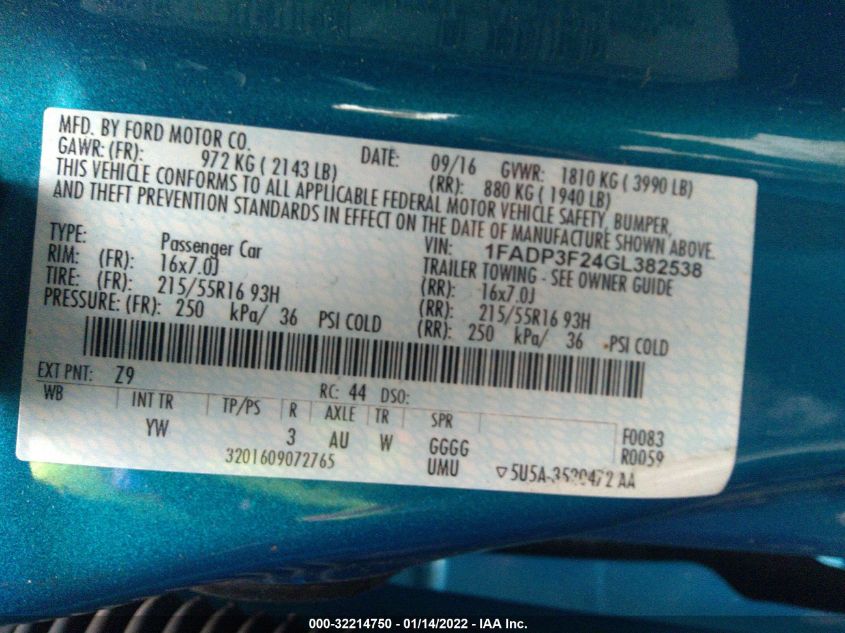 MFD. BY FORD MOTOR CO. DATE: 09/16 GVWR: 1810 KG ( 3990 LB)
GAWR: (FR): 972 KG ( 2143 LB) (RR): 880 KG ( 1940 LB)
THIS VEHICLE CONFORMS TO ALL APPLICABLE FEDERAL MOTOR VEHICLE SAFETY, BUMPER,
AND THEFT PREVENTION STANDARDS IN EFFECT ON THE DATE OF MANUFACTURE SHOWN ABOVE.
VIN: 1FADP3F24GL382538
TYPE: Passenger Car TRAILER TOWING - SEE OWNER GUIDE
RIM: (FR): 16x7.0J (RR): 16x7.0J
TIRE: (FR): 215/55R16 93H (RR): 215/55R16 93H
PRESSURE: (FR): 250 kPa/ 36 PSI COLD (RR): 250 kPa/ 36 PSI COLD
EXT PNT: Z9 RC: 44 DSO:
WB INT TR TP/PS R AXLE TR SPR
YW 3 AU W GGGG F0083
3201609072765 UMU R0059
5U5A-3520472 AA
000-32214750 — 01/14/2022 — IAA Inc.